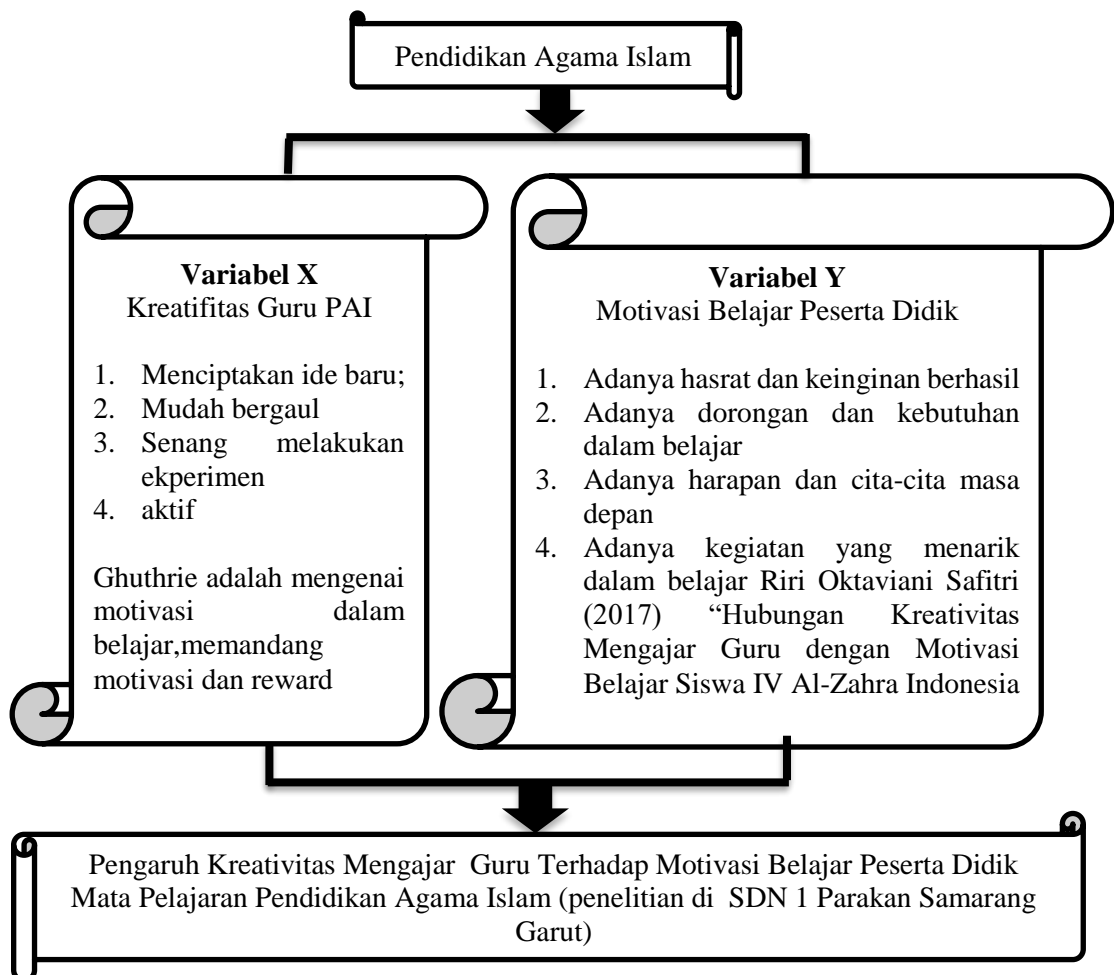 Pendidikan Agama Islam
Variabel X
Kreatifitas Guru PAI
1. Menciptakan ide baru;
2. Mudah bergaul
3. Senang melakukan
ekperimen
4. aktif
Ghuthrie adalah mengenai
motivasi dalam
belajar,memandang
motivasi dan reward
Variabel Y
Motivasi Belajar Peserta Didik
1. Adanya hasrat dan keinginan berhasil
2. Adanya dorongan dan kebutuhan
dalam belajar
3. Adanya harapan dan cita-cita masa
depan
4. Adanya kegiatan yang menarik
dalam belajar Riri Oktaviani Safitri
(2017) “Hubungan Kreativitas
Mengajar Guru dengan Motivasi
Belajar Siswa IV Al-Zahra Indonesia
Pengaruh Kreativitas Mengajar Guru Terhadap Motivasi Belajar Peserta Didik
Mata Pelajaran Pendidikan Agama Islam (penelitian di SDN 1 Parakan Samarang
Garut)